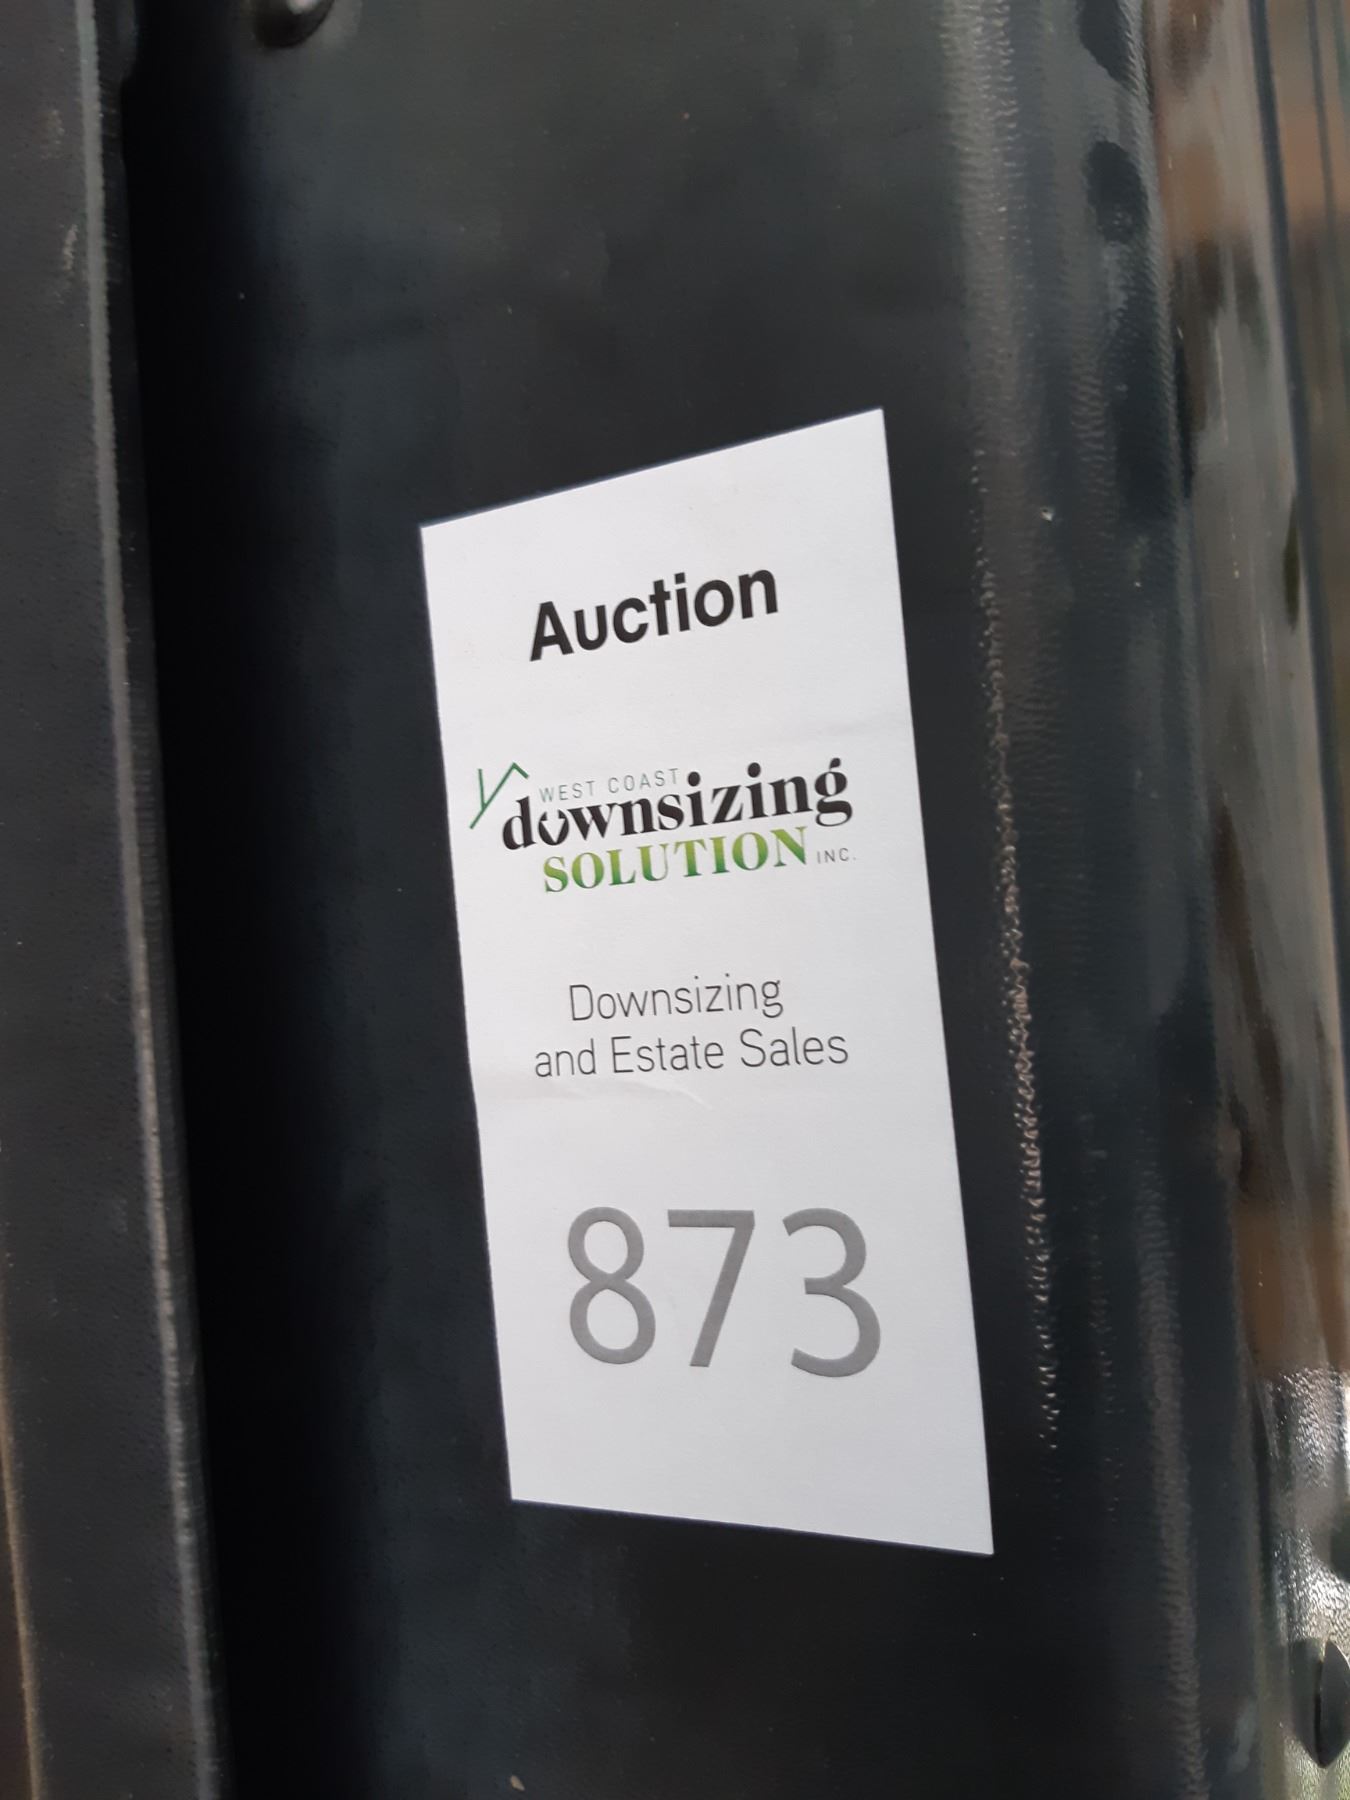 Auction
WEST COAST
downsizing
SOLUTION INC.
Downsizing
and Estate Sales
873